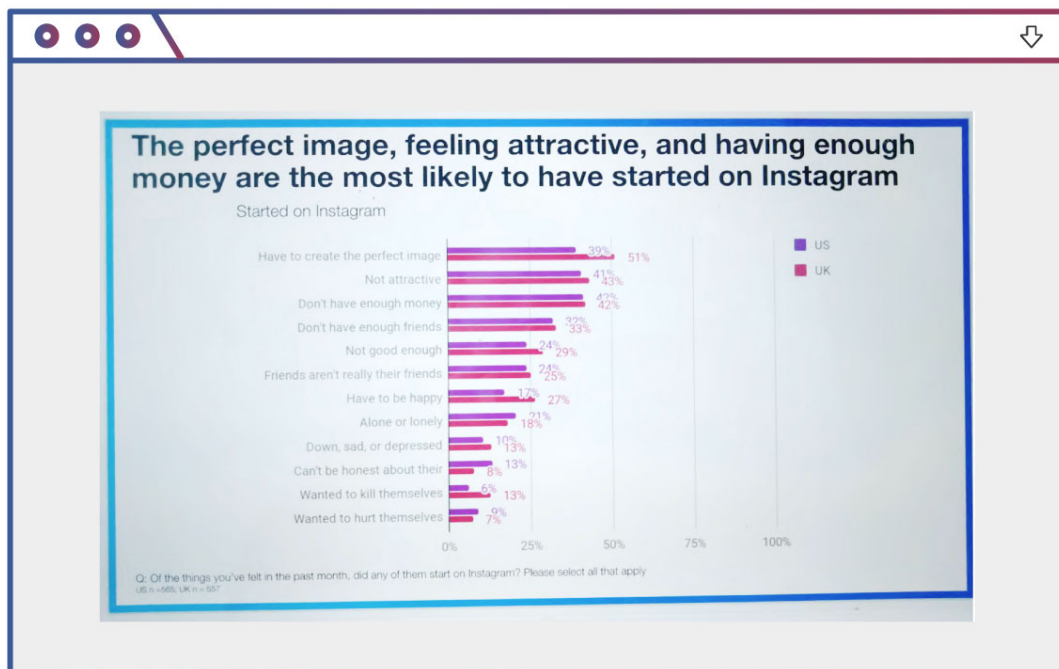 The perfect image, feeling attractive, and having enough
money are the most likely to have started on Instagram
Started on Instagram
US
UK
Have to create the perfect image 39% 51%
Not attractive 41% 43%
Don't have enough money 42% 42%
Don't have enough friends 32% 33%
Not good enough 24% 29%
Friends aren't really their friends 24% 25%
Have to be happy 17% 27%
Alone or lonely 21% 18%
Down, sad, or depressed 10% 13%
Can't be honest about their 13% 8%
Wanted to kill themselves 6% 13%
Wanted to hurt themselves 9% 7%
0% 25% 50% 75% 100%
Q: Of the things you've felt in the past month, did any of them start on Instagram? Please select all that apply
US n =565; UK n = 557